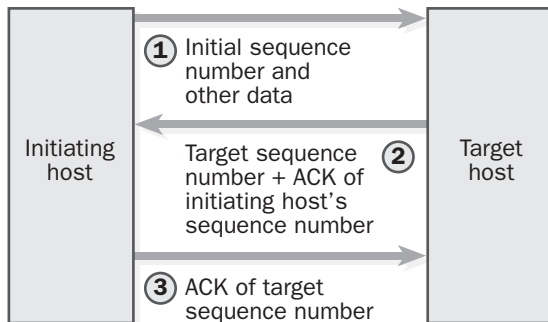 1 Initial sequence
number and
other data
Initiating
host
Target sequence
number + ACK of
initiating host's
sequence number
2
Target
host
3 ACK of target
sequence number